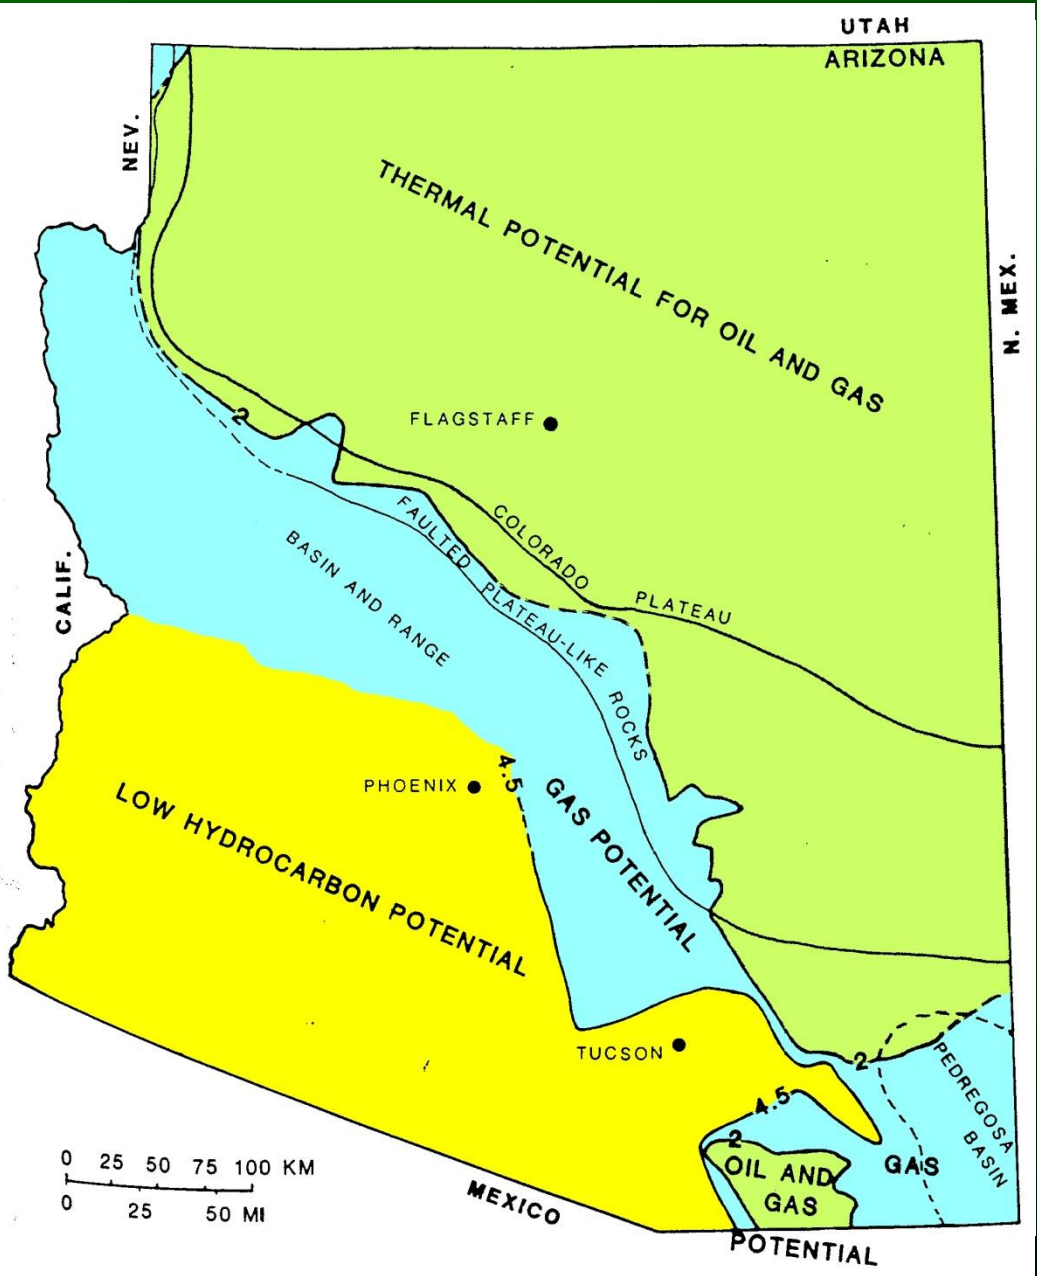 UTAH
ARIZONA
NEV.
THERMAL POTENTIAL FOR OIL AND GAS
N. MEX.
FLAGSTAFF
2
COLORADO PLATEAU
FAULTED PLATEAU-LIKE ROCKS
BASIN AND RANGE
CALIF.
4.5
PHOENIX
GAS POTENTIAL
LOW HYDROCARBON POTENTIAL
TUCSON
2
PEDREGOSA
BASIN
4.5
2
OIL AND
GAS
GAS
POTENTIAL
MEXICO
0 25 50 75 100 KM
0 25 50 MI